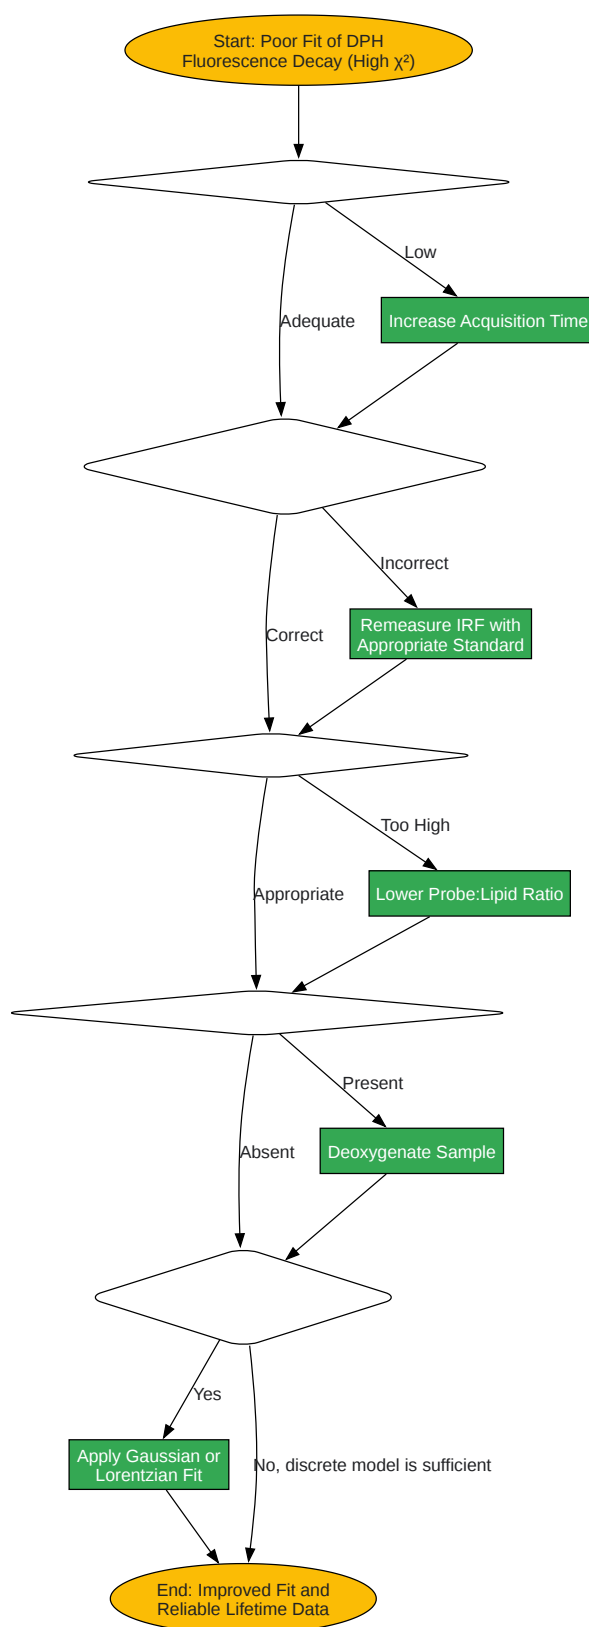 Start: Poor Fit of DPH
Fluorescence Decay (High χ²)
Low
Increase Acquisition Time
Adequate
Incorrect
Remeasure IRF with
Appropriate Standard
Correct
Too High
Lower Probe:Lipid Ratio
Appropriate
Present
Deoxygenate Sample
Absent
Yes
Apply Gaussian or
Lorentzian Fit
No, discrete model is sufficient
End: Improved Fit and
Reliable Lifetime Data